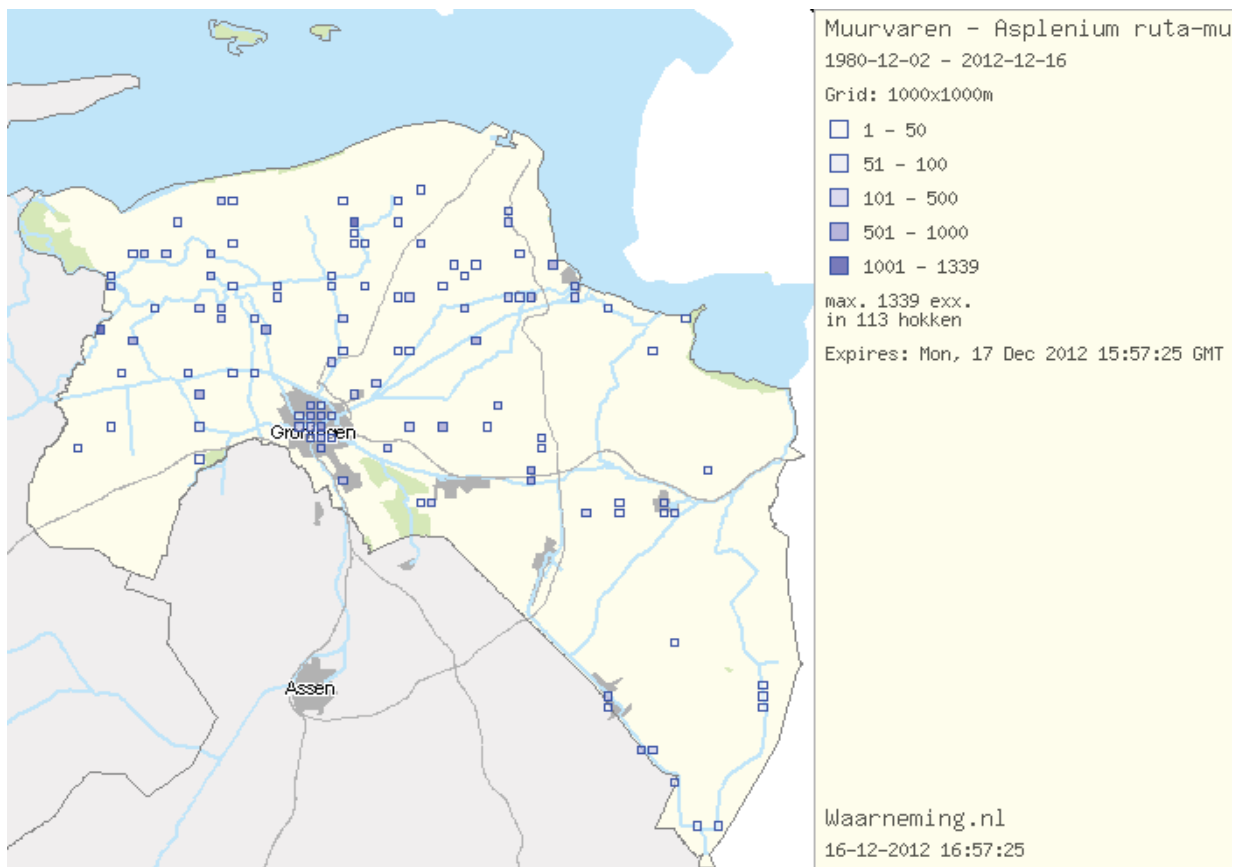 Muurvaren - Asplenium ruta-mu
1980-12-02 - 2012-12-16
Grid: 1000x1000m
1 - 50
51 - 100
101 - 500
501 - 1000
1001 - 1339
max. 1339 exx.
in 113 hokken
Expires: Mon, 17 Dec 2012 15:57:25 GMT
Groningen
Assen
Waarneming.nl
16-12-2012 16:57:25